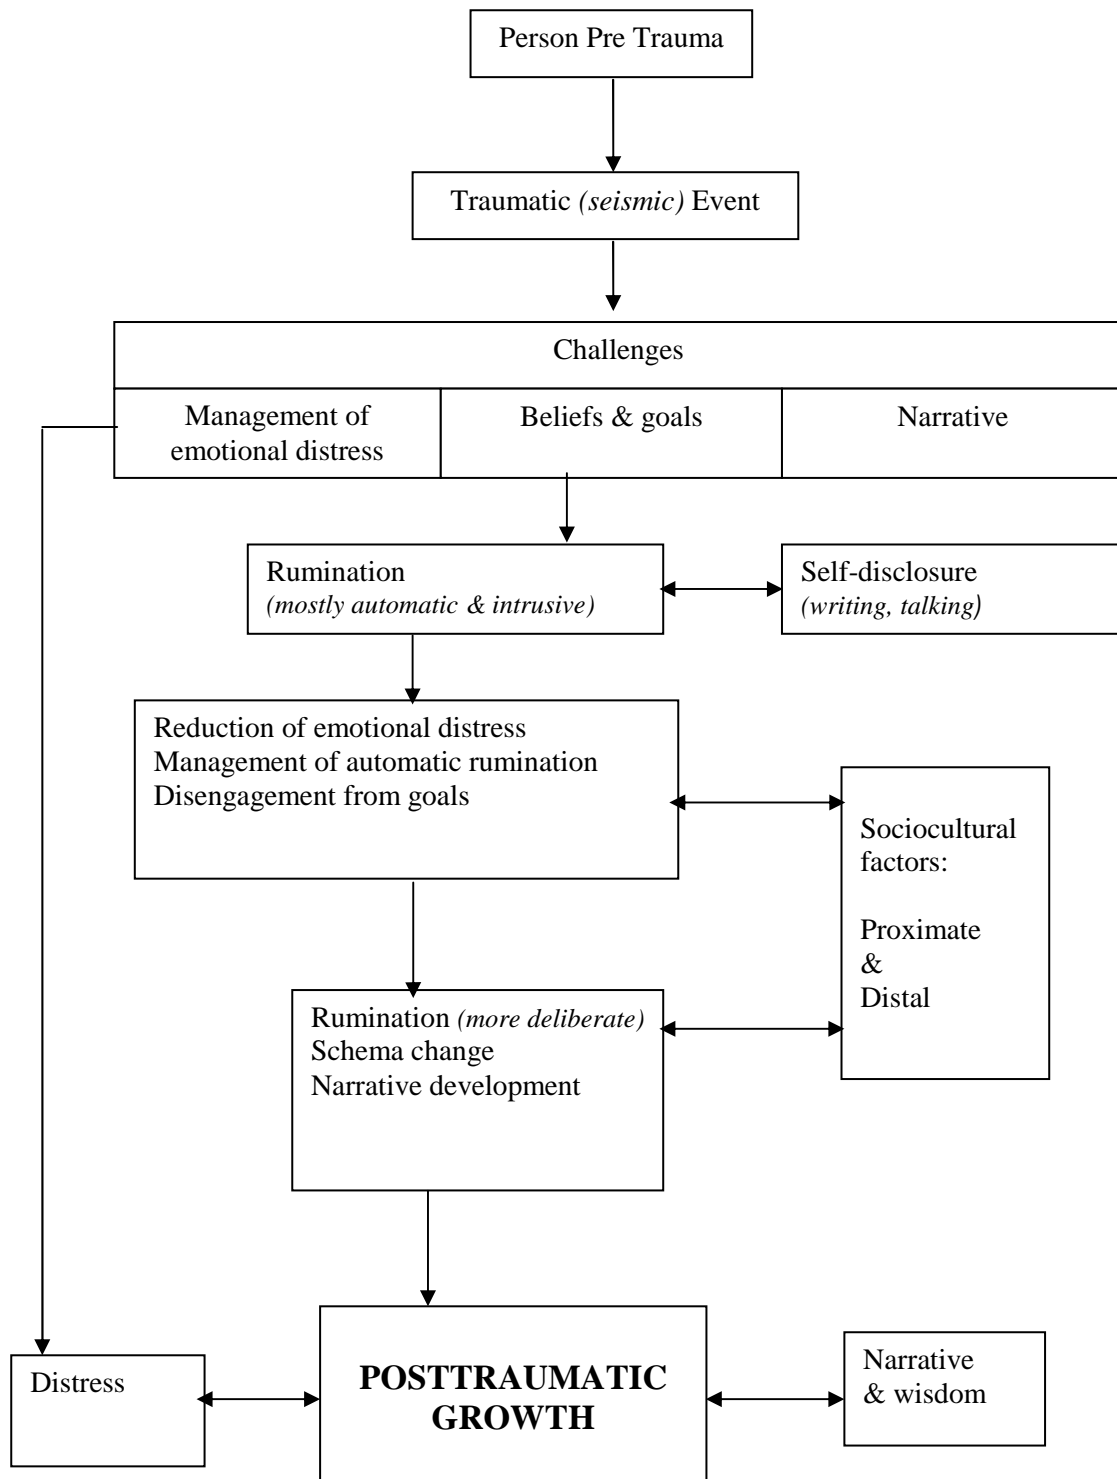 Person Pre Trauma
Traumatic (seismic) Event
Challenges
Management of
emotional distress
Beliefs & goals
Narrative
Rumination
(mostly automatic & intrusive)
Self-disclosure
(writing, talking)
Reduction of emotional distress
Management of automatic rumination
Disengagement from goals
Sociocultural
factors:
Proximate
&
Distal
Rumination (more deliberate)
Schema change
Narrative development
Distress
POSTTRAUMATIC
GROWTH
Narrative
& wisdom